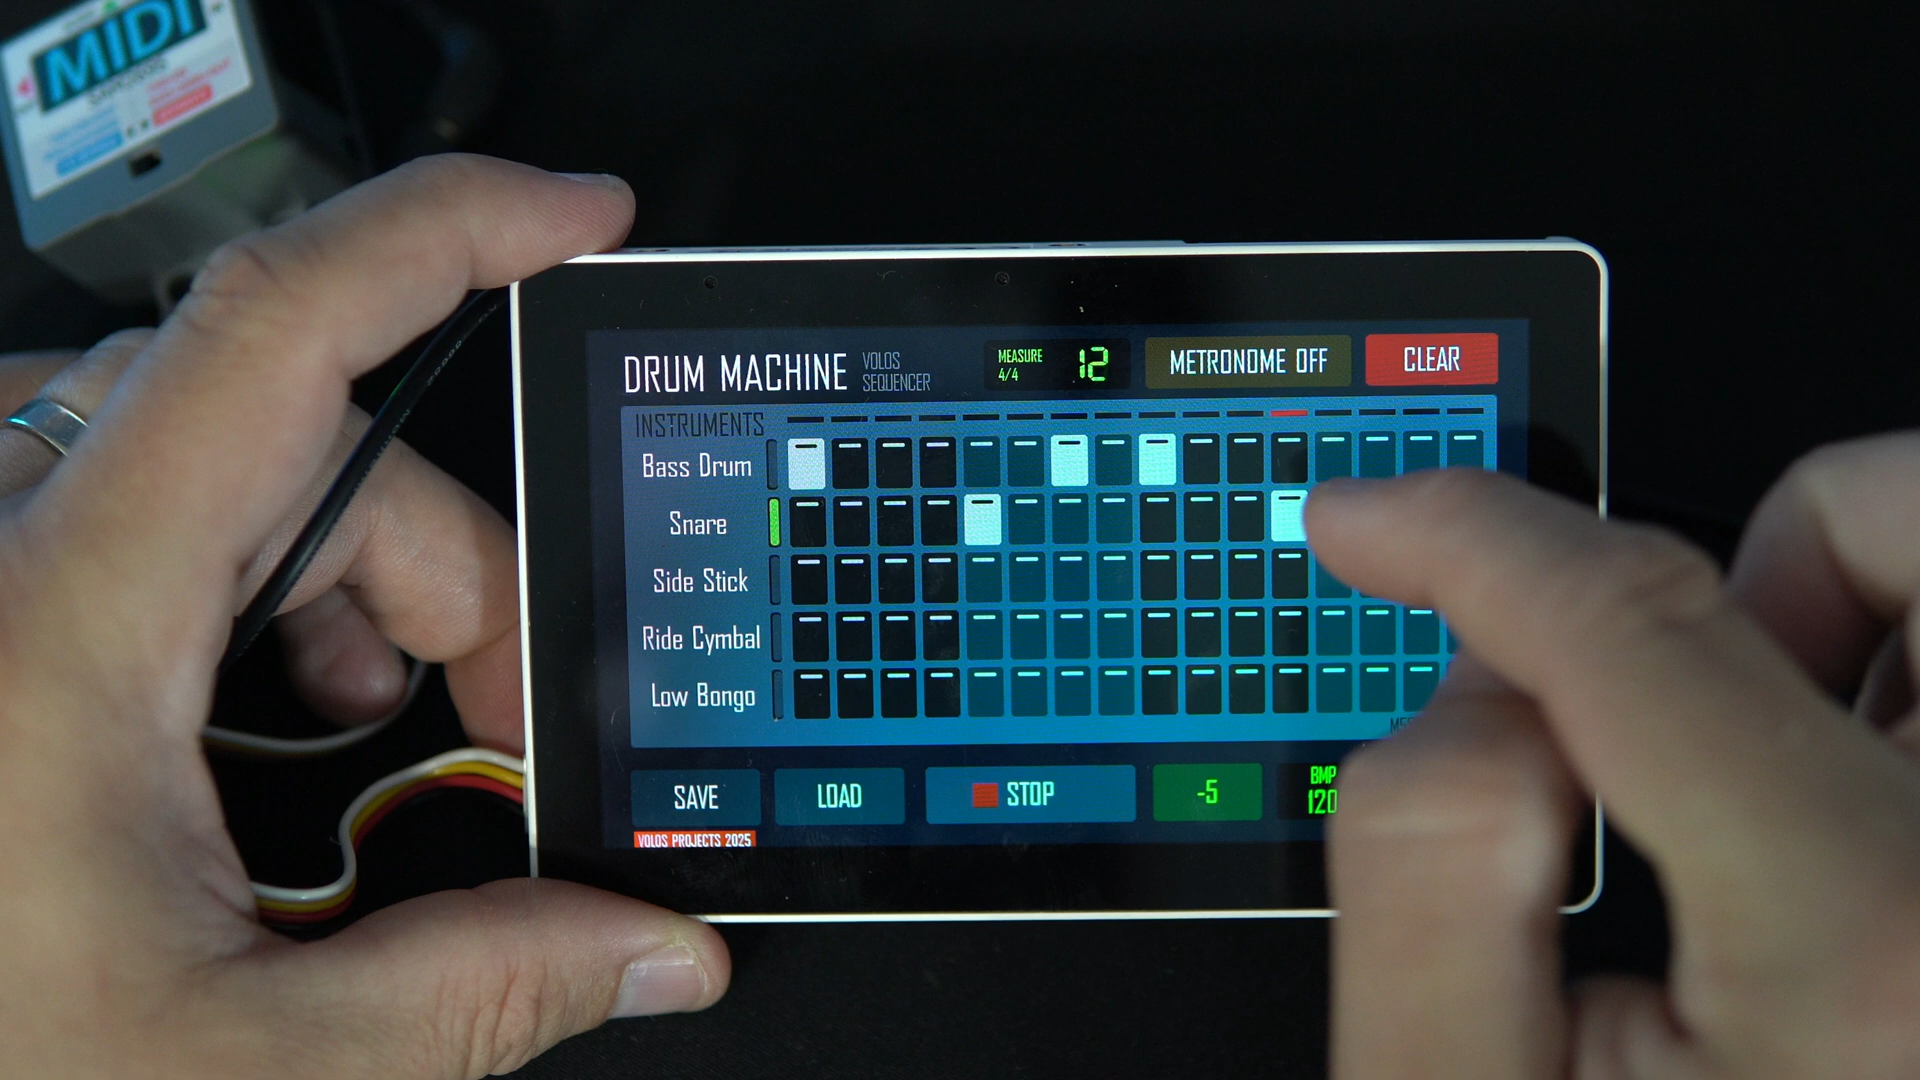 MIDI
DRUM MACHINE
VOLOS
SEQUENCER
MEASURE
4/4
12
METRONOME OFF
CLEAR
INSTRUMENTS
Bass Drum
Snare
Side Stick
Ride Cymbal
Low Bongo
SAVE
LOAD
STOP
-5
BMP
120
VOLOS PROJECTS 2025